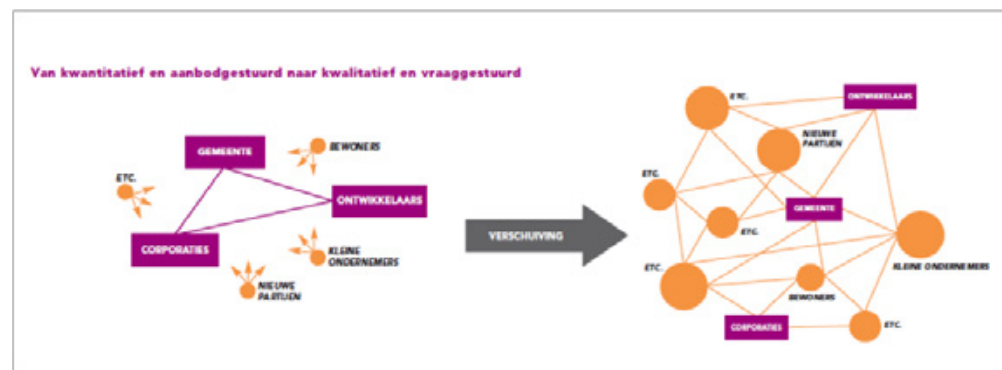 Van kwantitatief en aanbodgestuurd naar kwalitatief en vraaggestuurd
GEMEENTE
BEWONERS
ETC.
ONTWIKKELAARS
CORPORATIES
KLEINE
ONDERNEMERS
NIEUWE
PARTIJEN
VERSCHUIVING
ETC.
ONTWIKKELAARS
NIEUWE
PARTIJEN
ETC.
GEMEENTE
ETC.
KLEINE ONDERNEMERS
ETC.
BEWONERS
CORPORATIES
ETC.